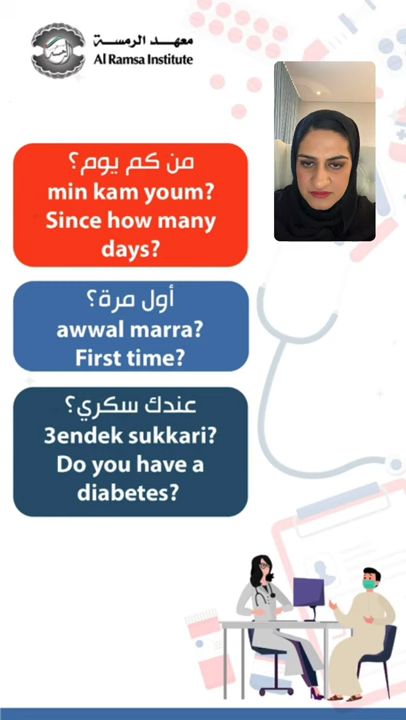 معهد الرمسة
Al Ramsa Institute
من كم يوم؟
min kam youm?
Since how many
days?
أول مرة؟
awwal marra?
First time?
عندك سكري؟
3endek sukkari?
Do you have a
diabetes?